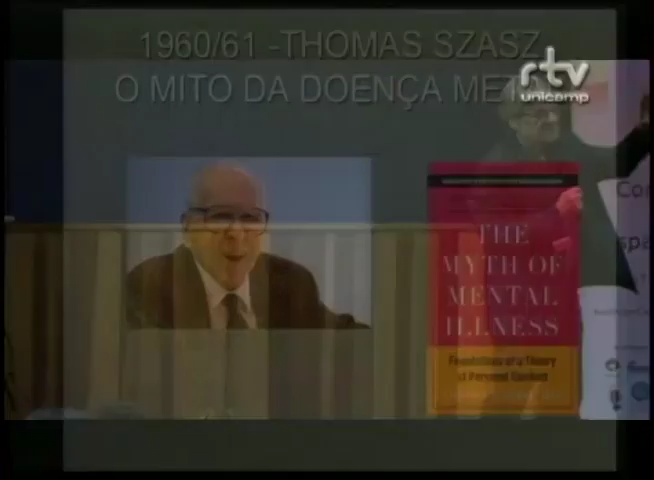 1960/61 -THOMAS SZASZ
O MITO DA DOENÇA
rtv
unicamp
THE
MYTH OF
MENTAL
ILLNESS
Foundations of a Theory
of Personal Conduct